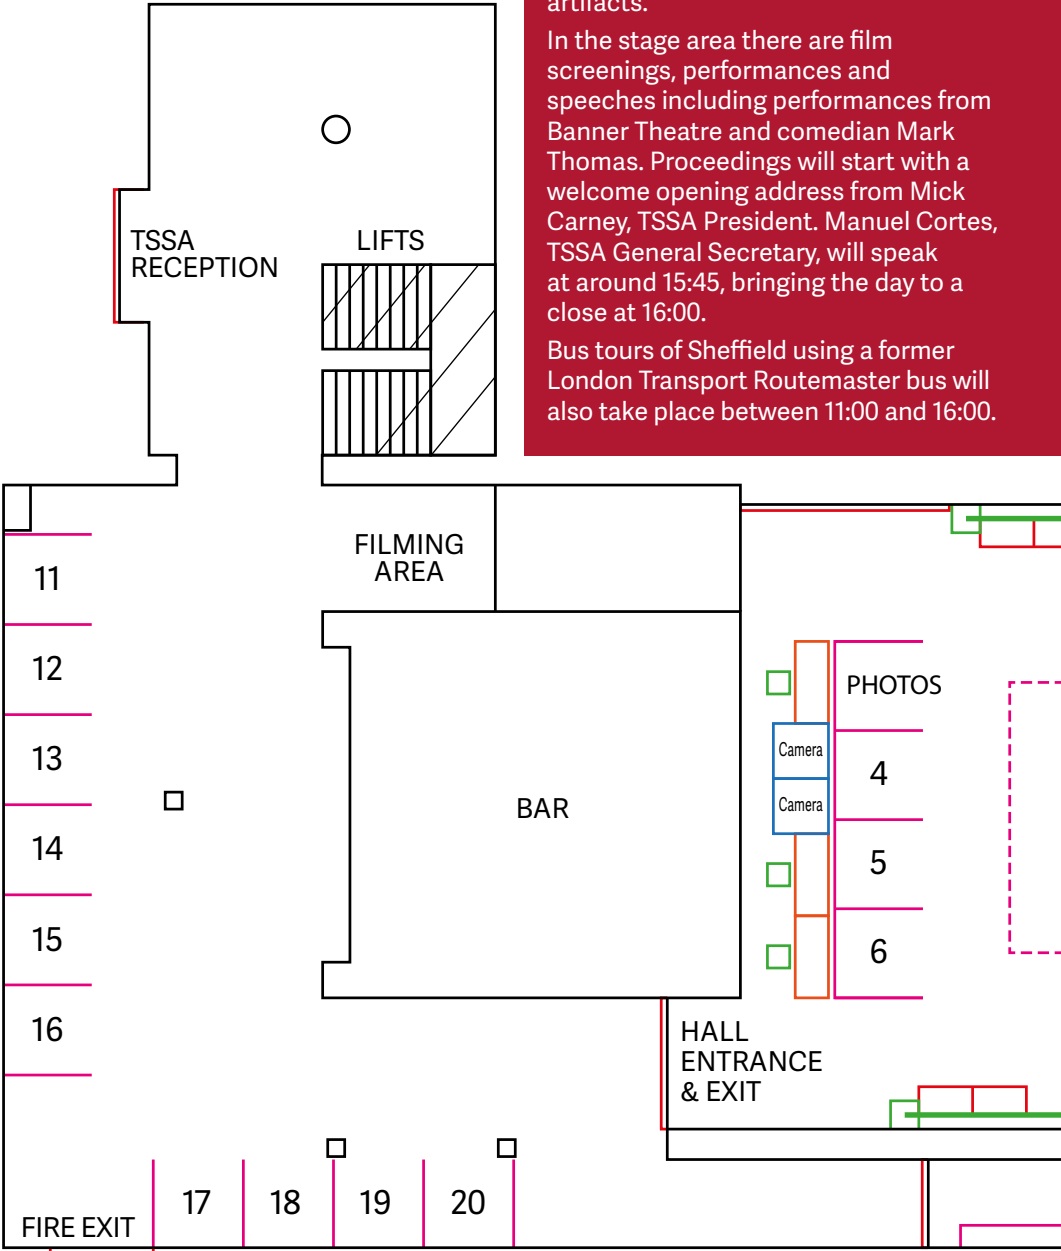 artifacts.
In the stage area there are film
screenings, performances and
speeches including performances from
Banner Theatre and comedian Mark
Thomas. Proceedings will start with a
welcome opening address from Mick
Carney, TSSA President. Manuel Cortes,
TSSA General Secretary, will speak
at around 15:45, bringing the day to a
close at 16:00.
Bus tours of Sheffield using a former
London Transport Routemaster bus will
also take place between 11:00 and 16:00.
TSSA
RECEPTION
LIFTS
FILMING
AREA
11
12
13
14
15
16
BAR
PHOTOS
Camera
Camera
4
5
6
HALL
ENTRANCE
& EXIT
FIRE EXIT
17
18
19
20